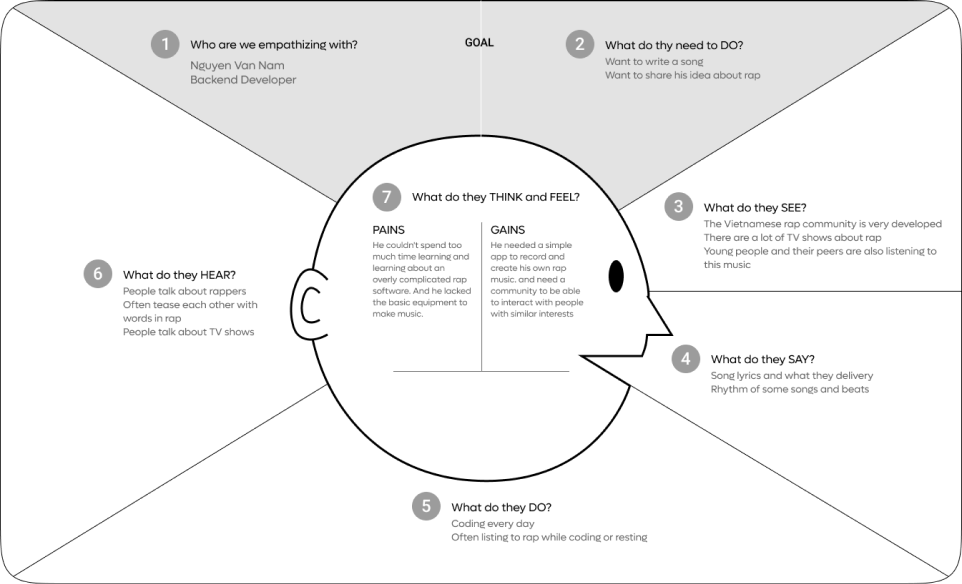 1
Who are we empathizing with?
Nguyen Van Nam
Backend Developer
GOAL
2
What do thy need to DO?
Want to write a song
Want to share his idea about rap
3
What do they SEE?
The Vietnamese rap community is very developed
There are a lot of TV shows about rap
Young people and their peers are also listening to
this music
4
What do they SAY?
Song lyrics and what they delivery
Rhythm of some songs and beats
5
What do they DO?
Coding every day
Often listing to rap while coding or resting
6
What do they HEAR?
People talk about rappers
Often tease each other with
words in rap
People talk about TV shows
7
What do they THINK and FEEL?
PAINS
He couldn't spend too
much time learning and
learning about an
overly complicated rap
software. And he lacked
the basic equipment to
make music.
GAINS
He needed a simple
app to record and
create his own rap
music, and need a
community to be able
to interact with people
with similar interests